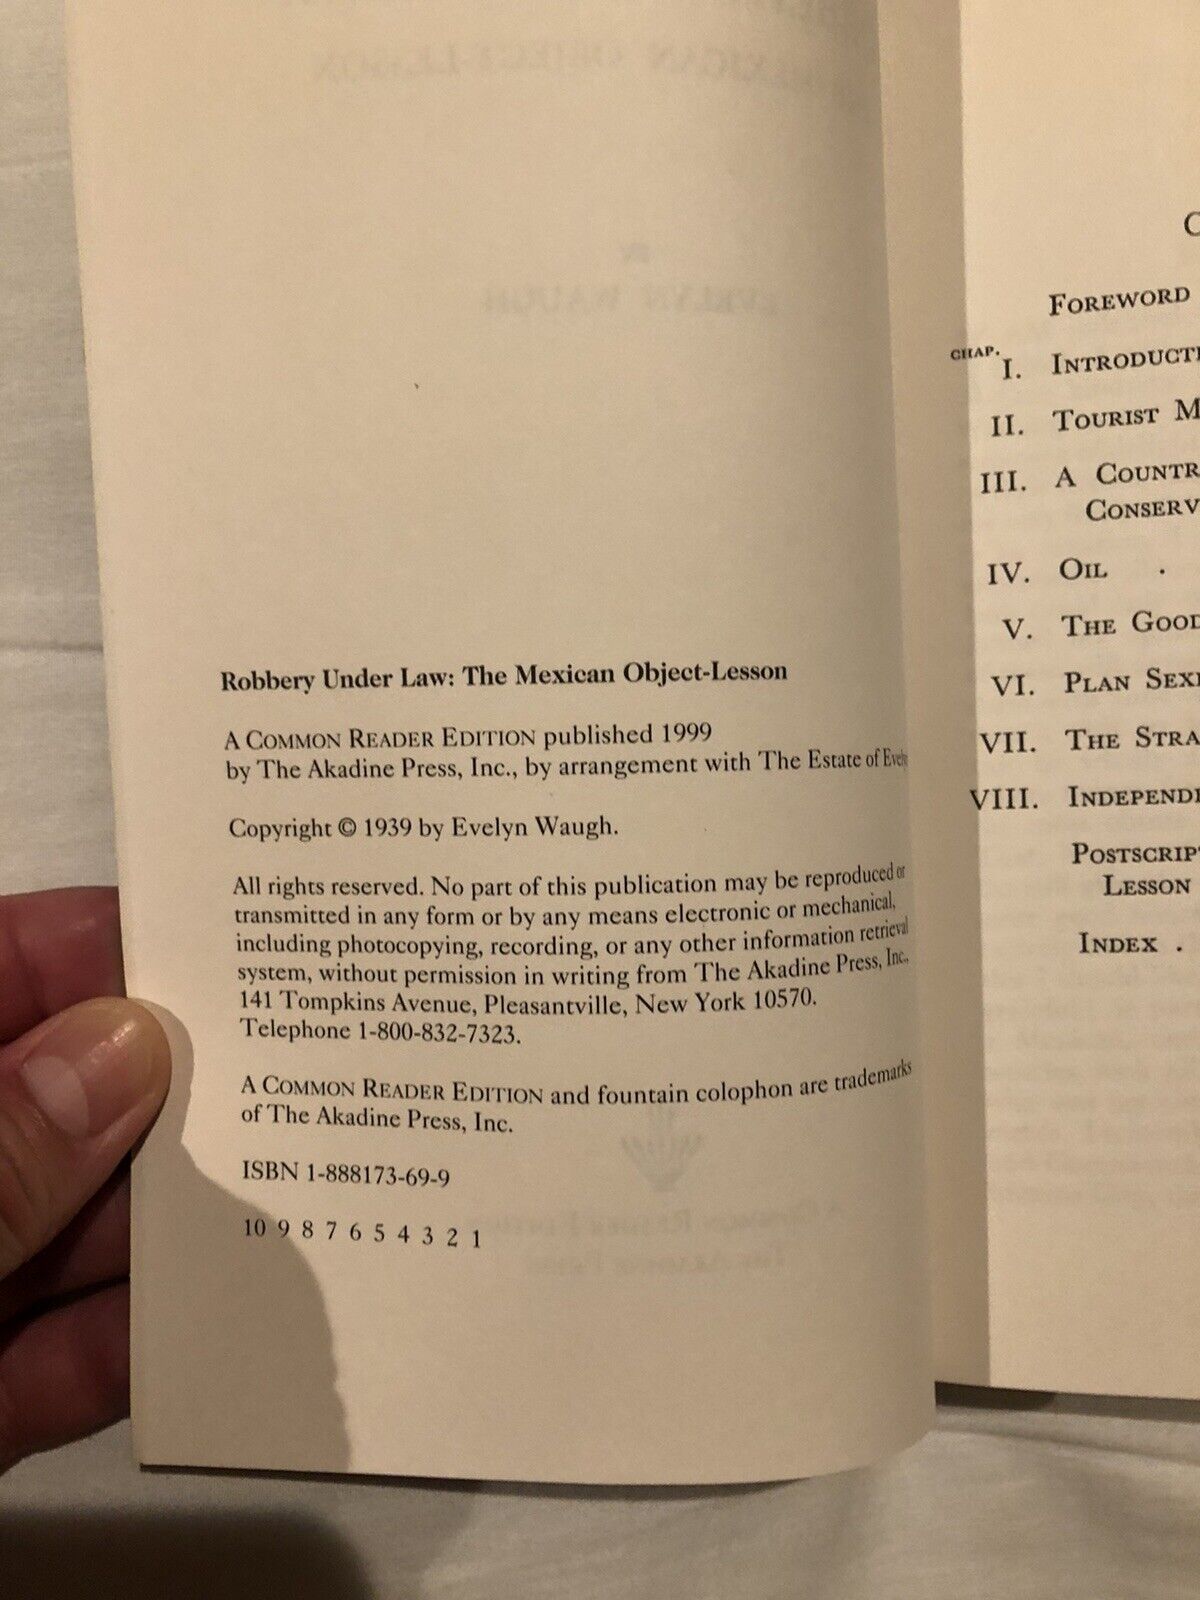 Robbery Under Law: The Mexican Object-Lesson
A COMMON READER EDITION published 1999
by The Akadine Press, Inc., by arrangement with The Estate of
Copyright © 1939 by Evelyn Waugh.
All rights reserved. No part of this publication may be reproduced or
transmitted in any form or by any means electronic or mechanical,
including photocopying, recording, or any other information retrieval
system, without permission in writing from The Akadine Press, Inc.,
141 Tompkins Avenue, Pleasantville, New York 10570.
Telephone 1-800-832-7323.
A COMMON READER EDITION and fountain colophon are trademarks
of The Akadine Press, Inc.
ISBN 1-888173-69-9
10 9 8 7 6 5 4 3 2 1
FOREWORD
CHAP.
I. INTRODUCTI
II. TOURIST M
III. A COUNTR
CONSERV
IV. OIL .
V. THE GOOD
VI. PLAN SEX
VII. THE STRA
VIII. INDEPEND
POSTSCRIP
LESSON
INDEX .